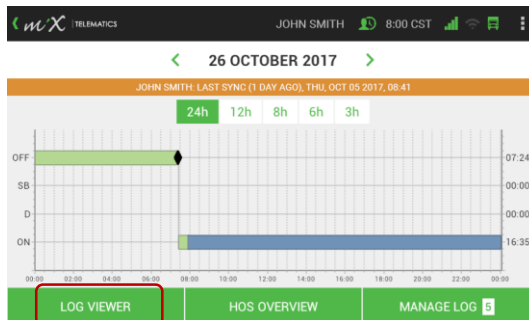 MiX TELEMATICS JOHN SMITH 8:00 CST
26 OCTOBER 2017
JOHN SMITH: LAST SYNC (1 DAY AGO), THU, OCT 05 2017, 08:41
24h 12h 8h 6h 3h
OFF 07:24
SB 00:00
D 00:00
ON 16:35
00:00 02:00 04:00 06:00 08:00 10:00 12:00 14:00 16:00 18:00 20:00 22:00 00:00
LOG VIEWER HOS OVERVIEW MANAGE LOG 5